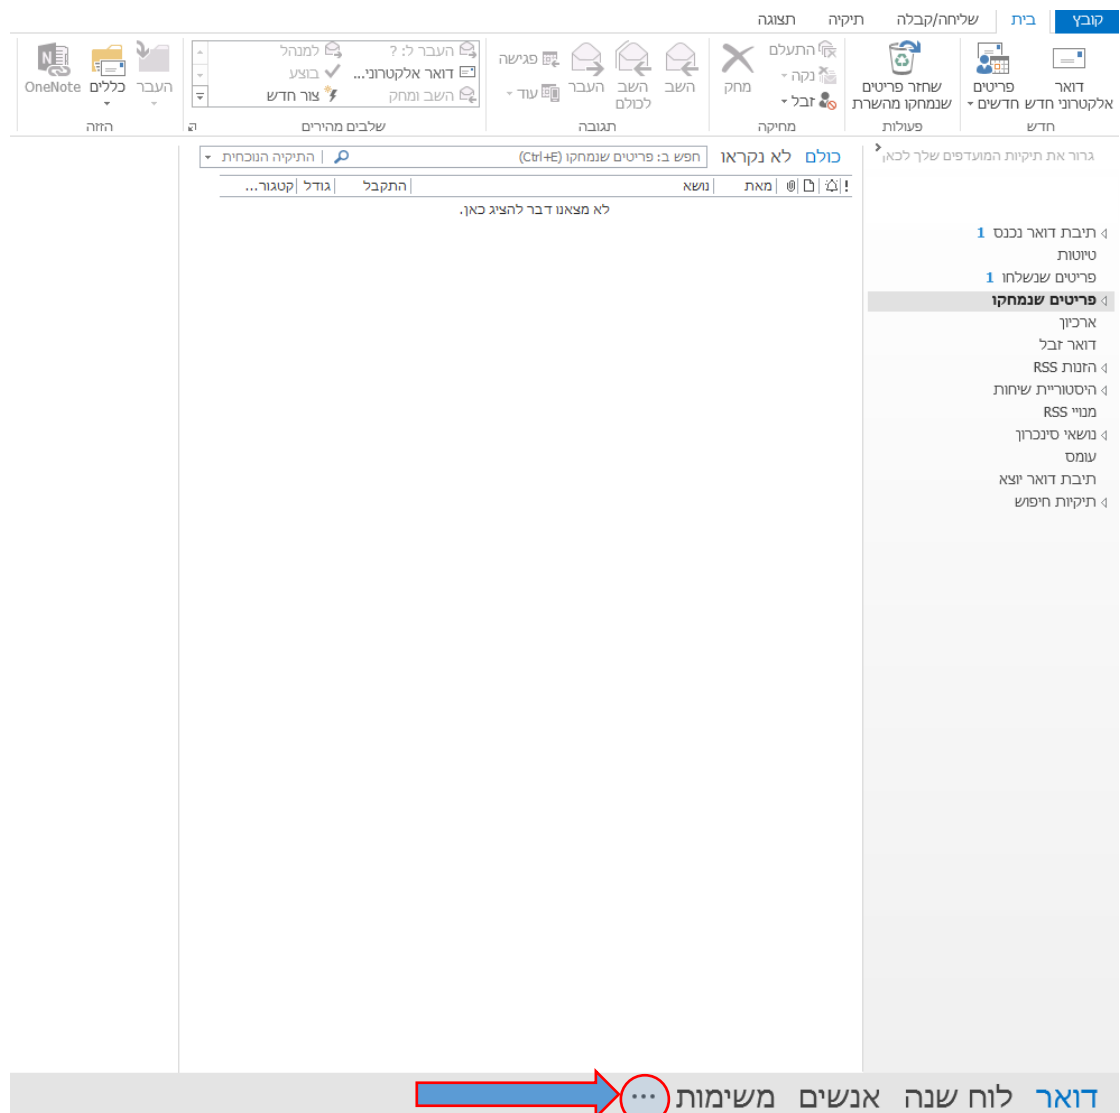 קובץ בית שליחה/קבלה תיקיה תצוגה
דואר אלקטרוני חדש
פריטים חדשים
חדש
שחזר פריטים שנמחקו מהשרת
פעולות
התעלם
נקה
זבל
מחק
מחיקה
השב
השב לכולם
העבר
פגישה
עוד
תגובה
העבר ל: ?
למנהל
דואר אלקטרוני...
בוצע
השב ומחק
צור חדש
שלבים מהירים
העבר
כללים
OneNote
הזזה
גרור את תיקיות המועדפים שלך לכאן
תיבת דואר נכנס 1
טיוטות
פריטים שנשלחו 1
פריטים שנמחקו
ארכיון
דואר זבל
הזנות RSS
היסטוריית שיחות
מנויי RSS
נושאי סינכרון
עומס
תיבת דואר יוצא
תיקיות חיפוש
כולם לא נקראו
חפש ב: פריטים שנמחקו (Ctrl+E)
התיקיה הנוכחית
! מאת נושא התקבל גודל קטגור...
לא מצאנו דבר להציג כאן.
דואר לוח שנה אנשים משימות ...